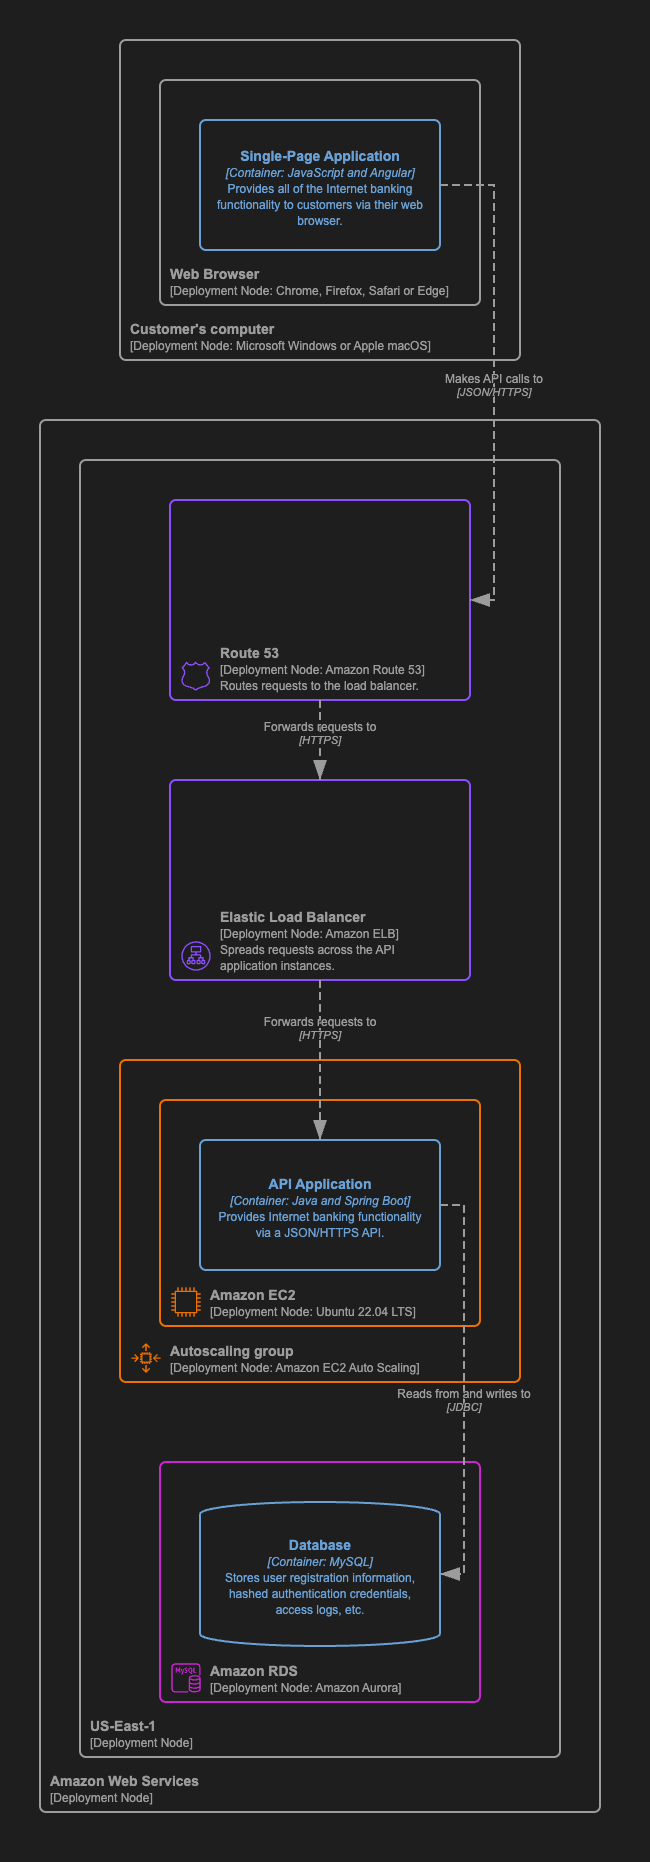 Single-Page Application
[Container: JavaScript and Angular]
Provides all of the Internet banking
functionality to customers via their web
browser.
Web Browser
[Deployment Node: Chrome, Firefox, Safari or Edge]
Customer's computer
[Deployment Node: Microsoft Windows or Apple macOS]
Makes API calls to
[JSON/HTTPS]
Route 53
[Deployment Node: Amazon Route 53]
Routes requests to the load balancer.
Forwards requests to
[HTTPS]
Elastic Load Balancer
[Deployment Node: Amazon ELB]
Spreads requests across the API
application instances.
Forwards requests to
[HTTPS]
API Application
[Container: Java and Spring Boot]
Provides Internet banking functionality
via a JSON/HTTPS API.
Amazon EC2
[Deployment Node: Ubuntu 22.04 LTS]
Autoscaling group
[Deployment Node: Amazon EC2 Auto Scaling]
Reads from and writes to
[JDBC]
Database
[Container: MySQL]
Stores user registration information,
hashed authentication credentials,
access logs, etc.
MySQL
Amazon RDS
[Deployment Node: Amazon Aurora]
US-East-1
[Deployment Node]
Amazon Web Services
[Deployment Node]